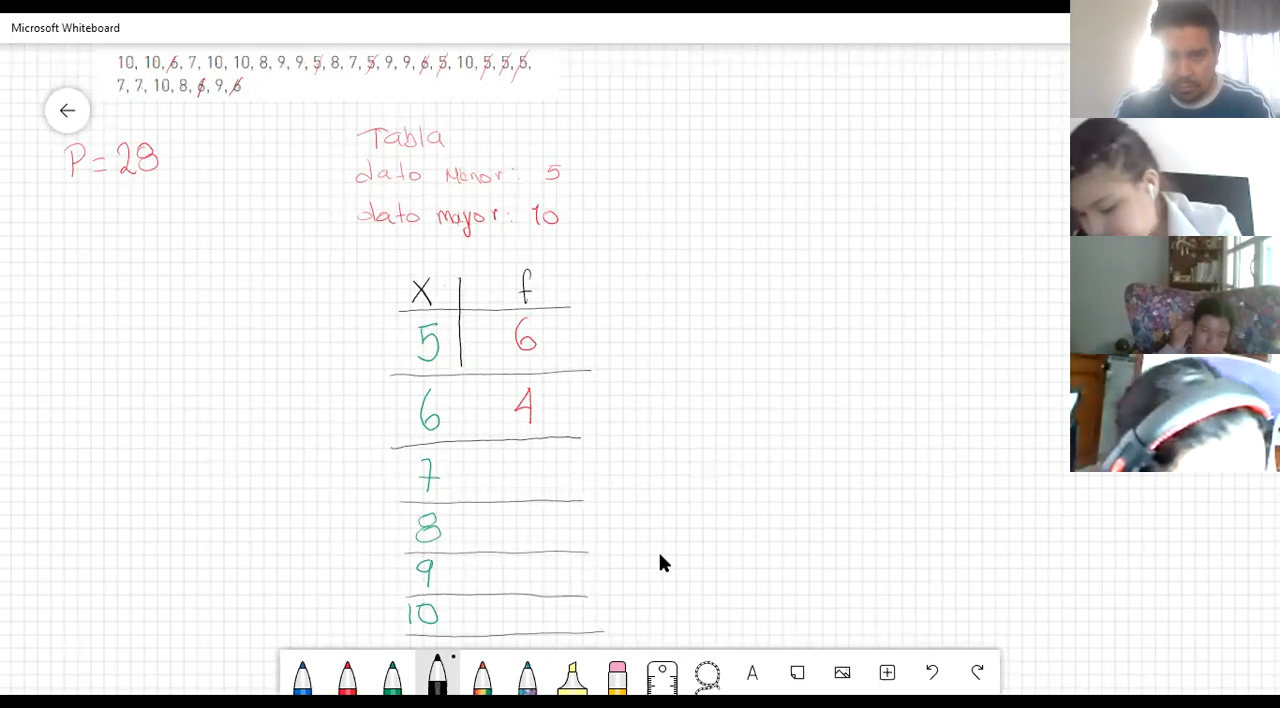 Microsoft Whiteboard
10, 10, 6, 7, 10, 10, 8, 9, 9, 5, 8, 7, 5, 9, 9, 6, 5, 10, 5, 5, 5,
7, 7, 10, 8, 6, 9, 6
P = 28
Tabla
dato Menor: 5
dato mayor: 10
x f
5 6
6 4
7
8
9
10
A